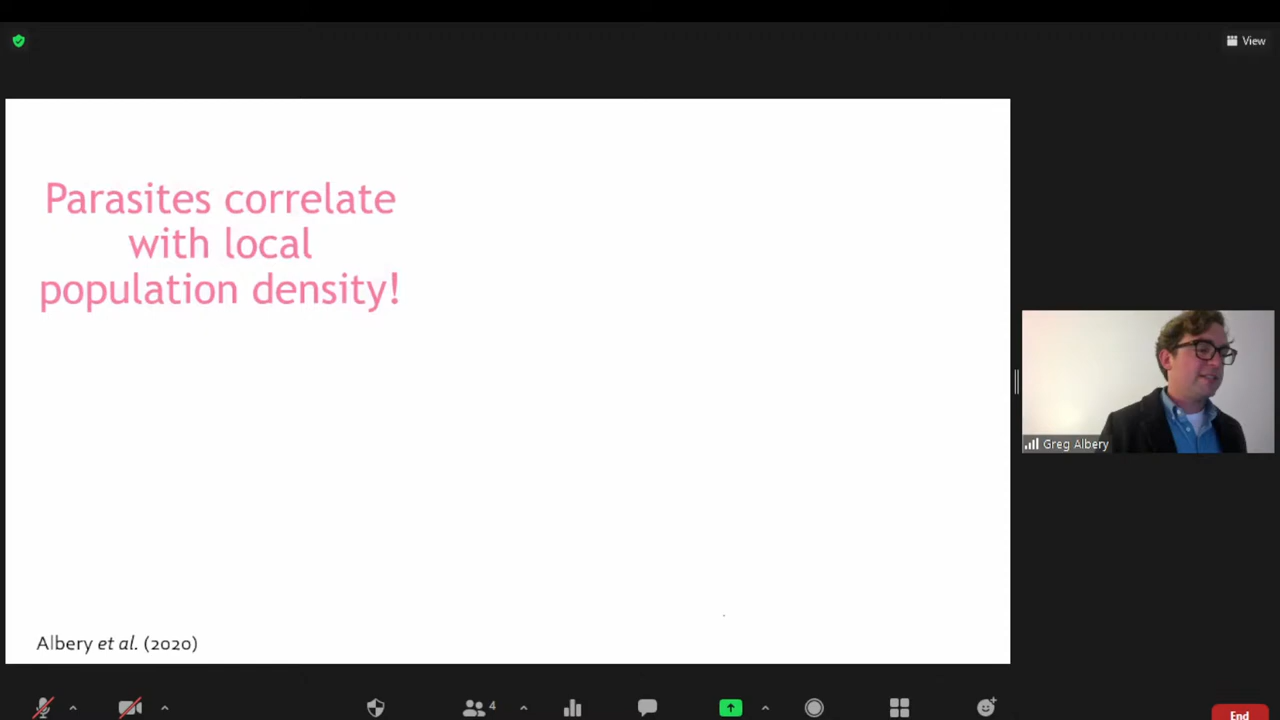 View
Parasites correlate
with local
population density!
Greg Albery
Albery et al. (2020)
4
End